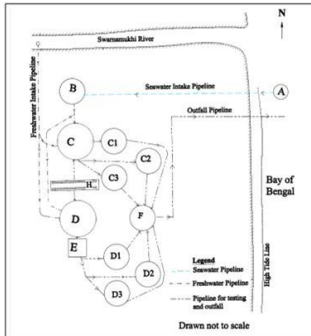 N
Swarnamukhi River
Freshwater Intake Pipeline
Seawater Intake Pipeline
A
B
Outfall Pipeline
C
C1
C2
C3
H
Bay of
Bengal
D
F
E
D1
D2
D3
High Tide Line
Legend
Seawater Pipeline
Freshwater Pipeline
Pipeline for testing
and outfall
Drawn not to scale